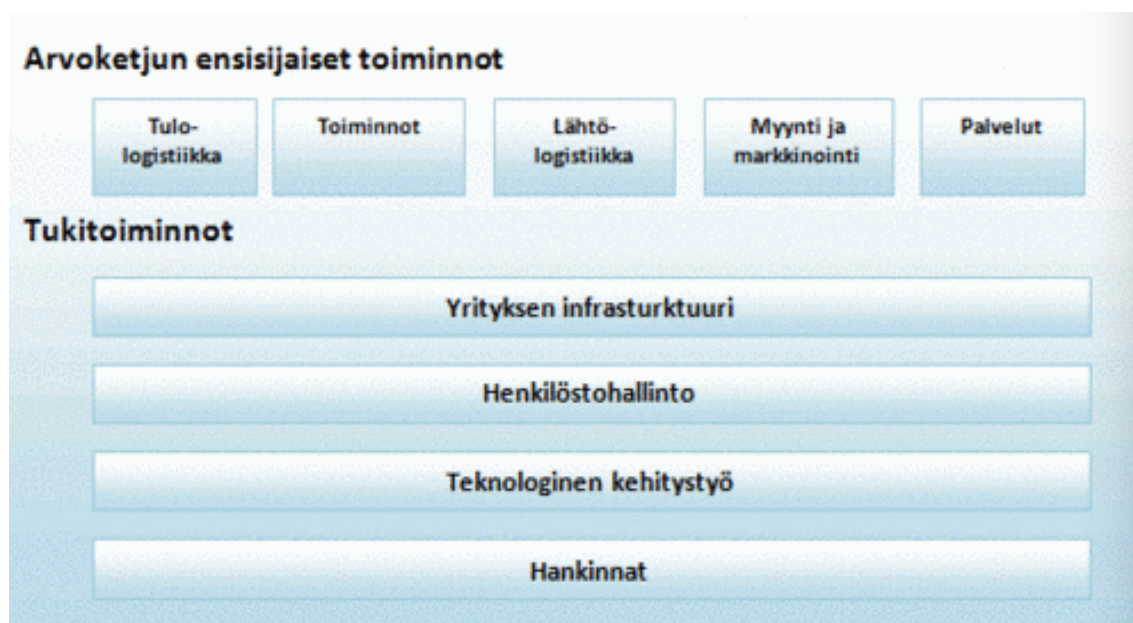 Arvoketjun ensisijaiset toiminnot
Tulo-
logistiikka
Toiminnot
Lähtö-
logistiikka
Myynti ja
markkinointi
Palvelut
Tukitoiminnot
Yrityksen infrasturktuuri
Henkilöstohallinto
Teknologinen kehitystyö
Hankinnat